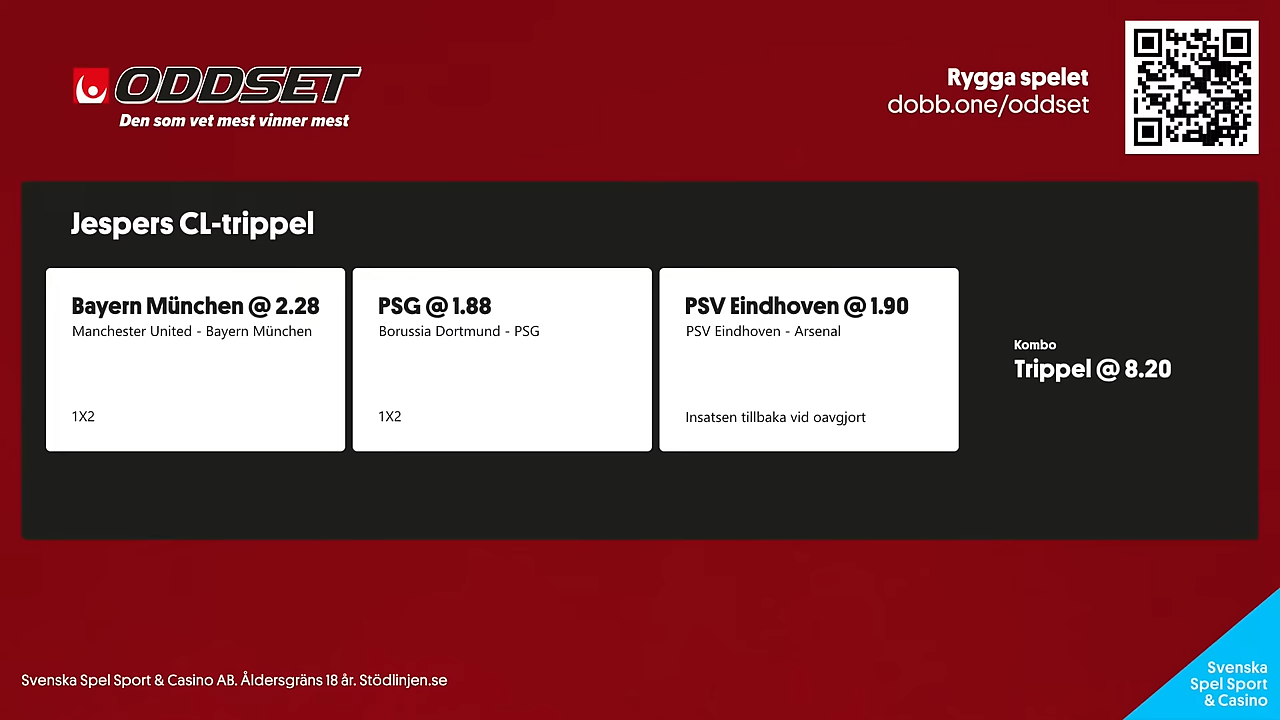 ODDSET
Den som vet mest vinner mest
Rygga spelet
dobb.one/oddset
Jespers CL-trippel
Bayern München @ 2.28
Manchester United - Bayern München
1X2
PSG @ 1.88
Borussia Dortmund - PSG
1X2
PSV Eindhoven @ 1.90
PSV Eindhoven - Arsenal
Insatsen tillbaka vid oavgjort
Kombo
Trippel @ 8.20
Svenska Spel Sport & Casino AB. Åldersgräns 18 år. Stödlinjen.se
Svenska
Spel Sport
& Casino